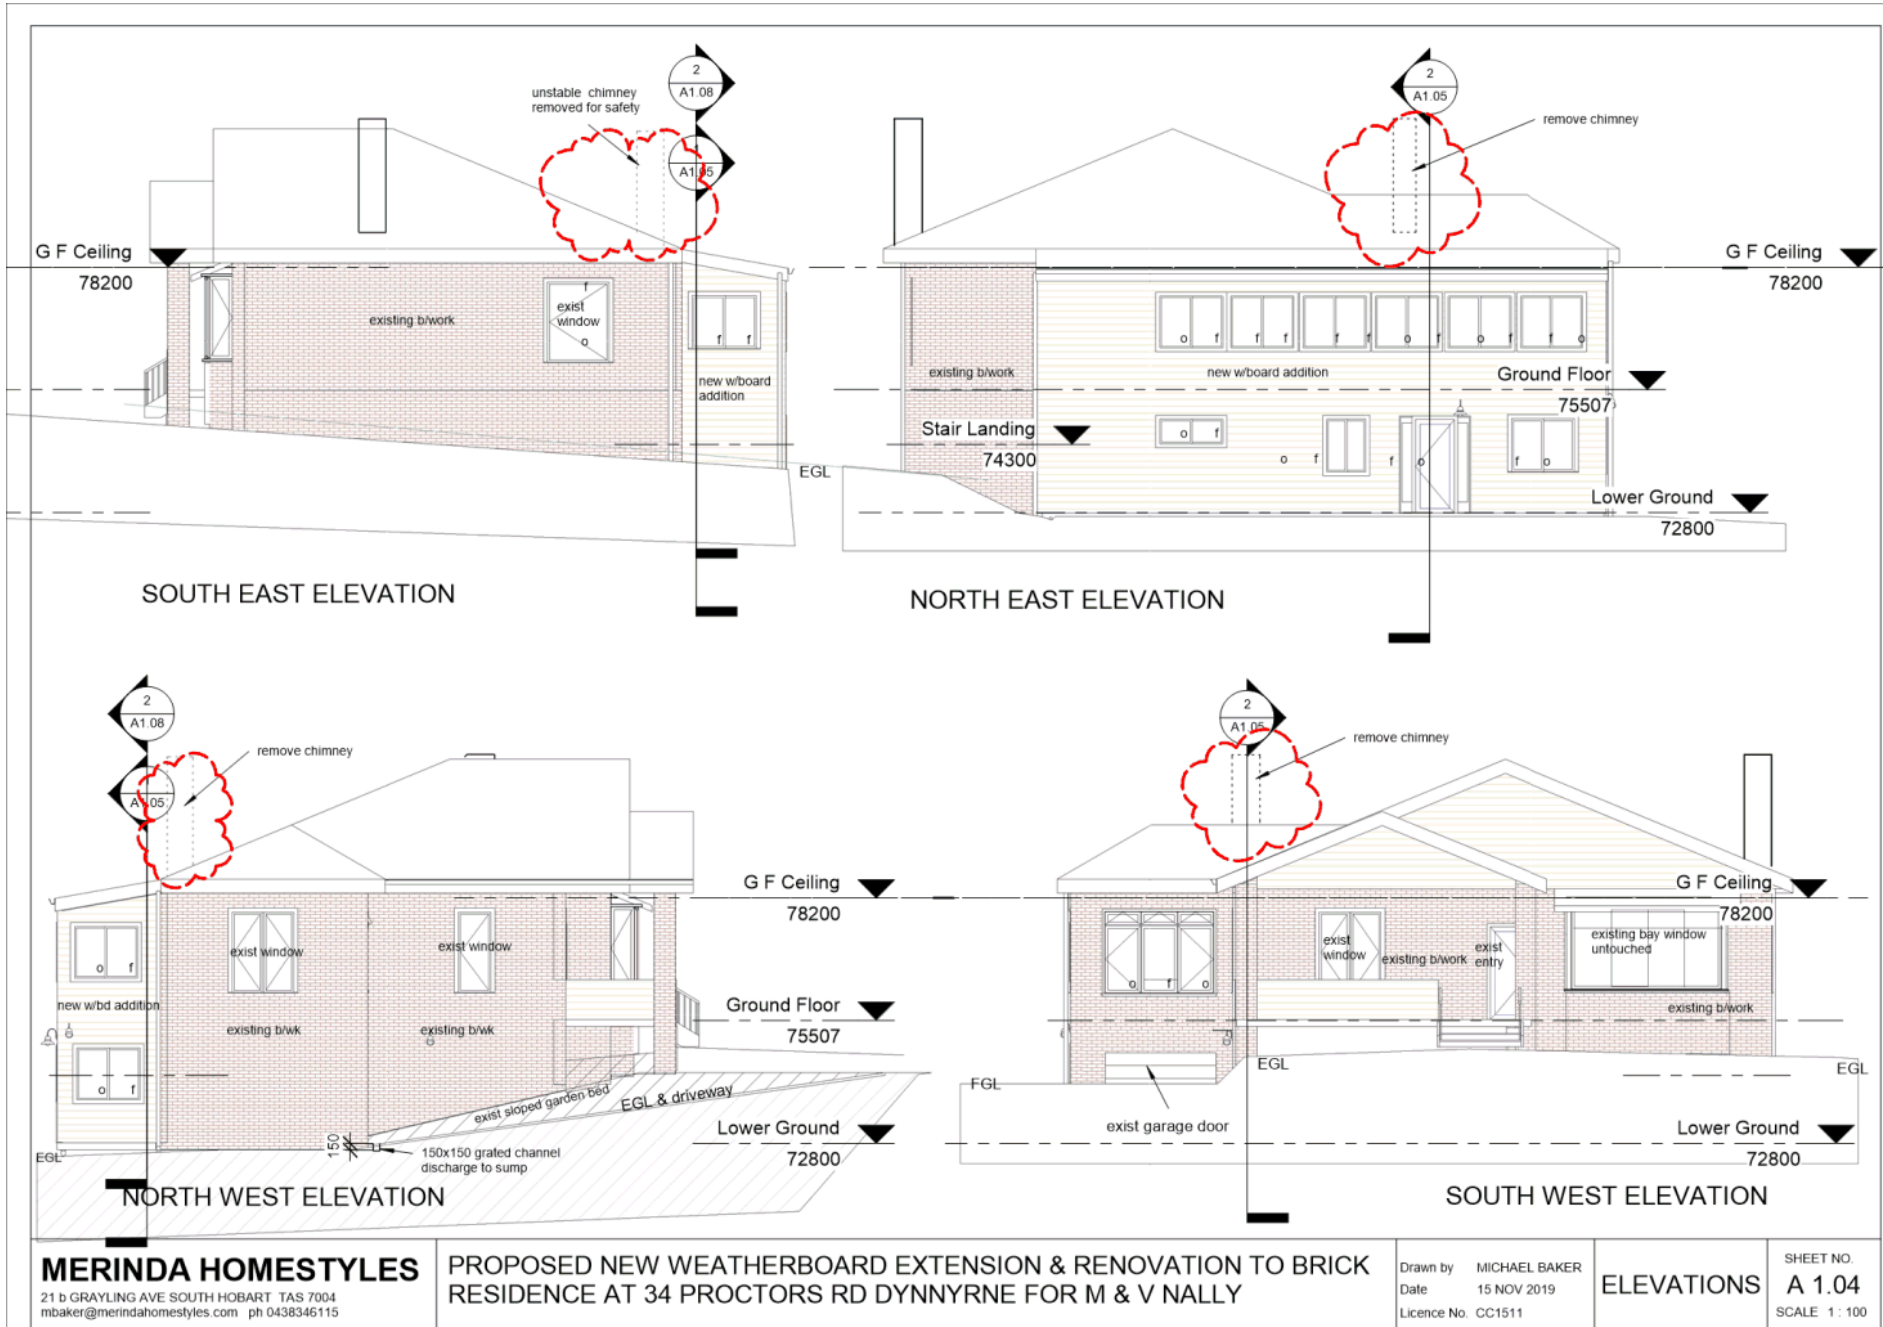 2
A1.08
unstable chimney
removed for safety
1
A1.05
G F Ceiling
78200
existing b/work
f
exist
window
o
f f
new w/board
addition
EGL
SOUTH EAST ELEVATION
2
A1.05
remove chimney
G F Ceiling
78200
o f f f f f o f o f f o
existing b/work
new w/board addition
Ground Floor
75507
Stair Landing
74300
o f
o f f o f o
Lower Ground
72800
NORTH EAST ELEVATION
2
A1.08
remove chimney
A1.05
G F Ceiling
78200
exist window
exist window
o f
new w/bd addition
existing b/wk
existing b/wk
Ground Floor
75507
o f
exist sloped garden bed
EGL & driveway
150
150x150 grated channel
discharge to sump
Lower Ground
72800
EGL
NORTH WEST ELEVATION
2
A1.05
remove chimney
G F Ceiling
78200
exist
window
existing b/work
exist
entry
existing bay window
untouched
o f o
existing b/work
FGL
EGL
EGL
exist garage door
Lower Ground
72800
SOUTH WEST ELEVATION
MERINDA HOMESTYLES
21 b GRAYLING AVE SOUTH HOBART TAS 7004
mbaker@merindahomestyles.com ph 0438346115
PROPOSED NEW WEATHERBOARD EXTENSION & RENOVATION TO BRICK
RESIDENCE AT 34 PROCTORS RD DYNNYRNE FOR M & V NALLY
Drawn by MICHAEL BAKER
Date 15 NOV 2019
Licence No. CC1511
ELEVATIONS
SHEET NO.
A 1.04
SCALE 1 : 100